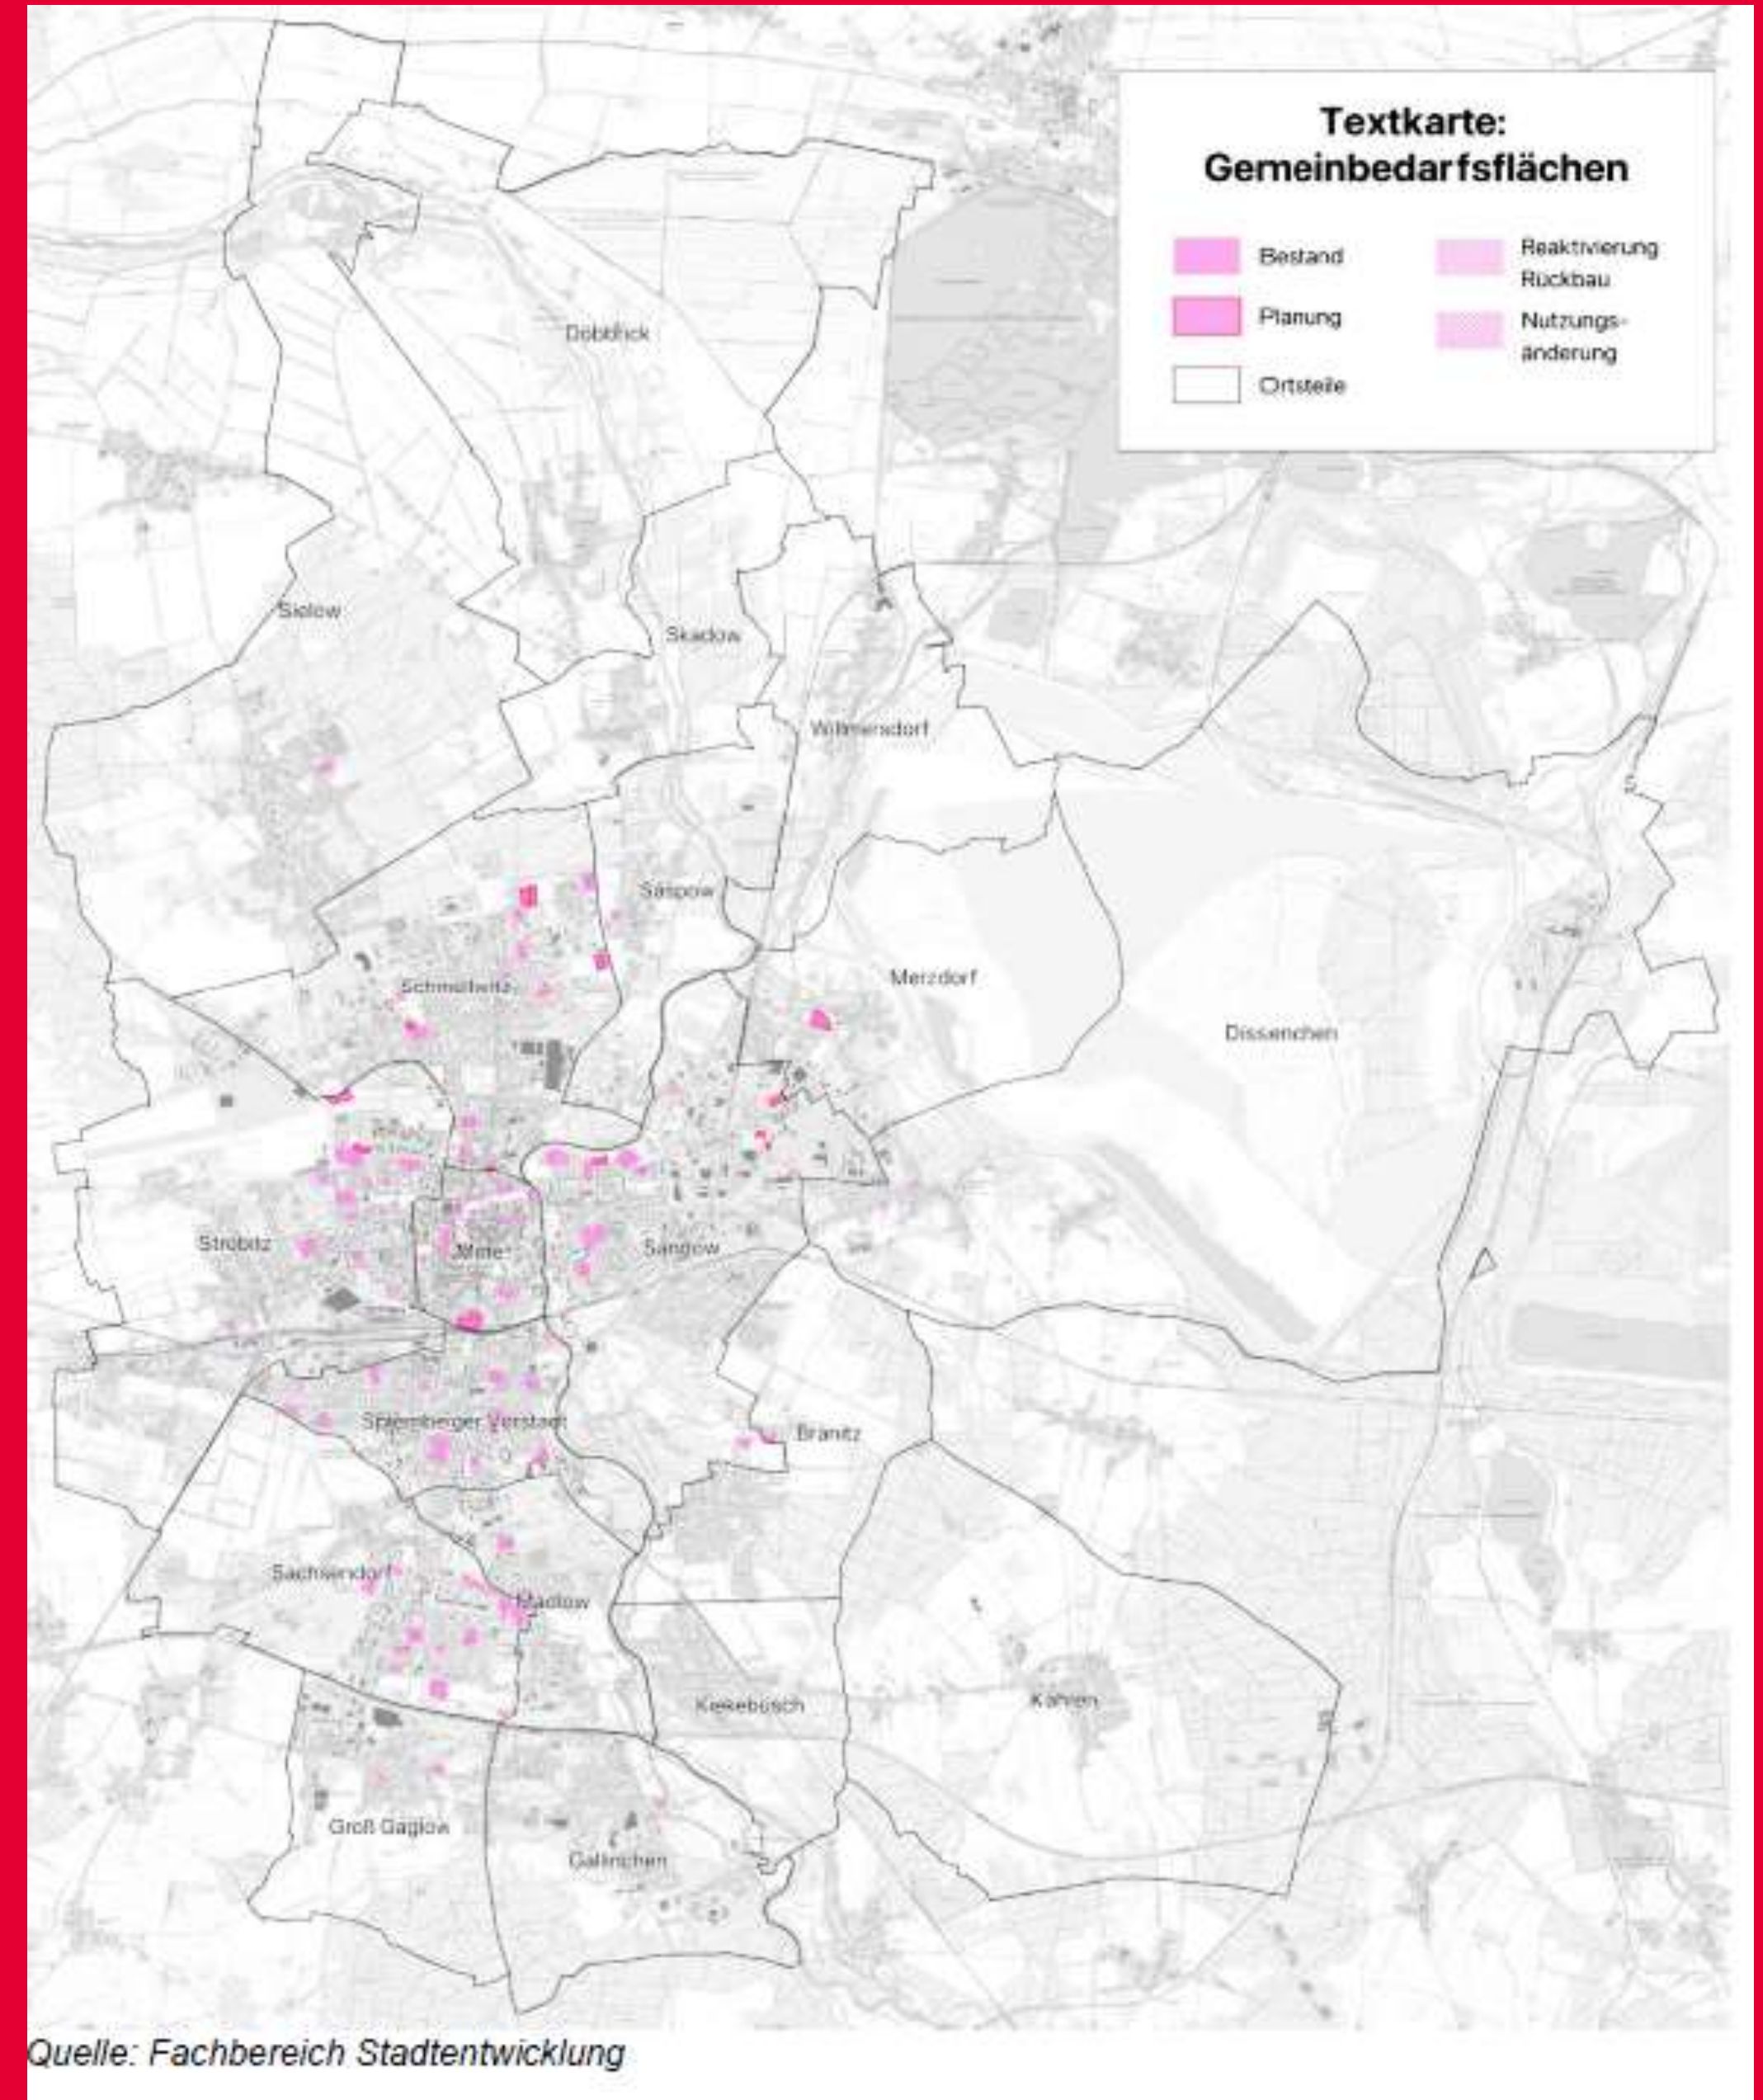 Textkarte:
Gemeinbedarfsflächen
Bestand
Planung
Ortsteile
Reaktivierung
Rückbau
Nutzungs-
änderung
Döbbrick
Sielow
Skadow
Willmersdorf
Saspow
Schmellwitz
Merzdorf
Dissenchen
Ströbitz
Mitte
Sandow
Spremberger Vorstadt
Branitz
Sachsendorf
Madlow
Kiekebusch
Kahren
Groß Gaglow
Gallinchen
Quelle: Fachbereich Stadtentwicklung